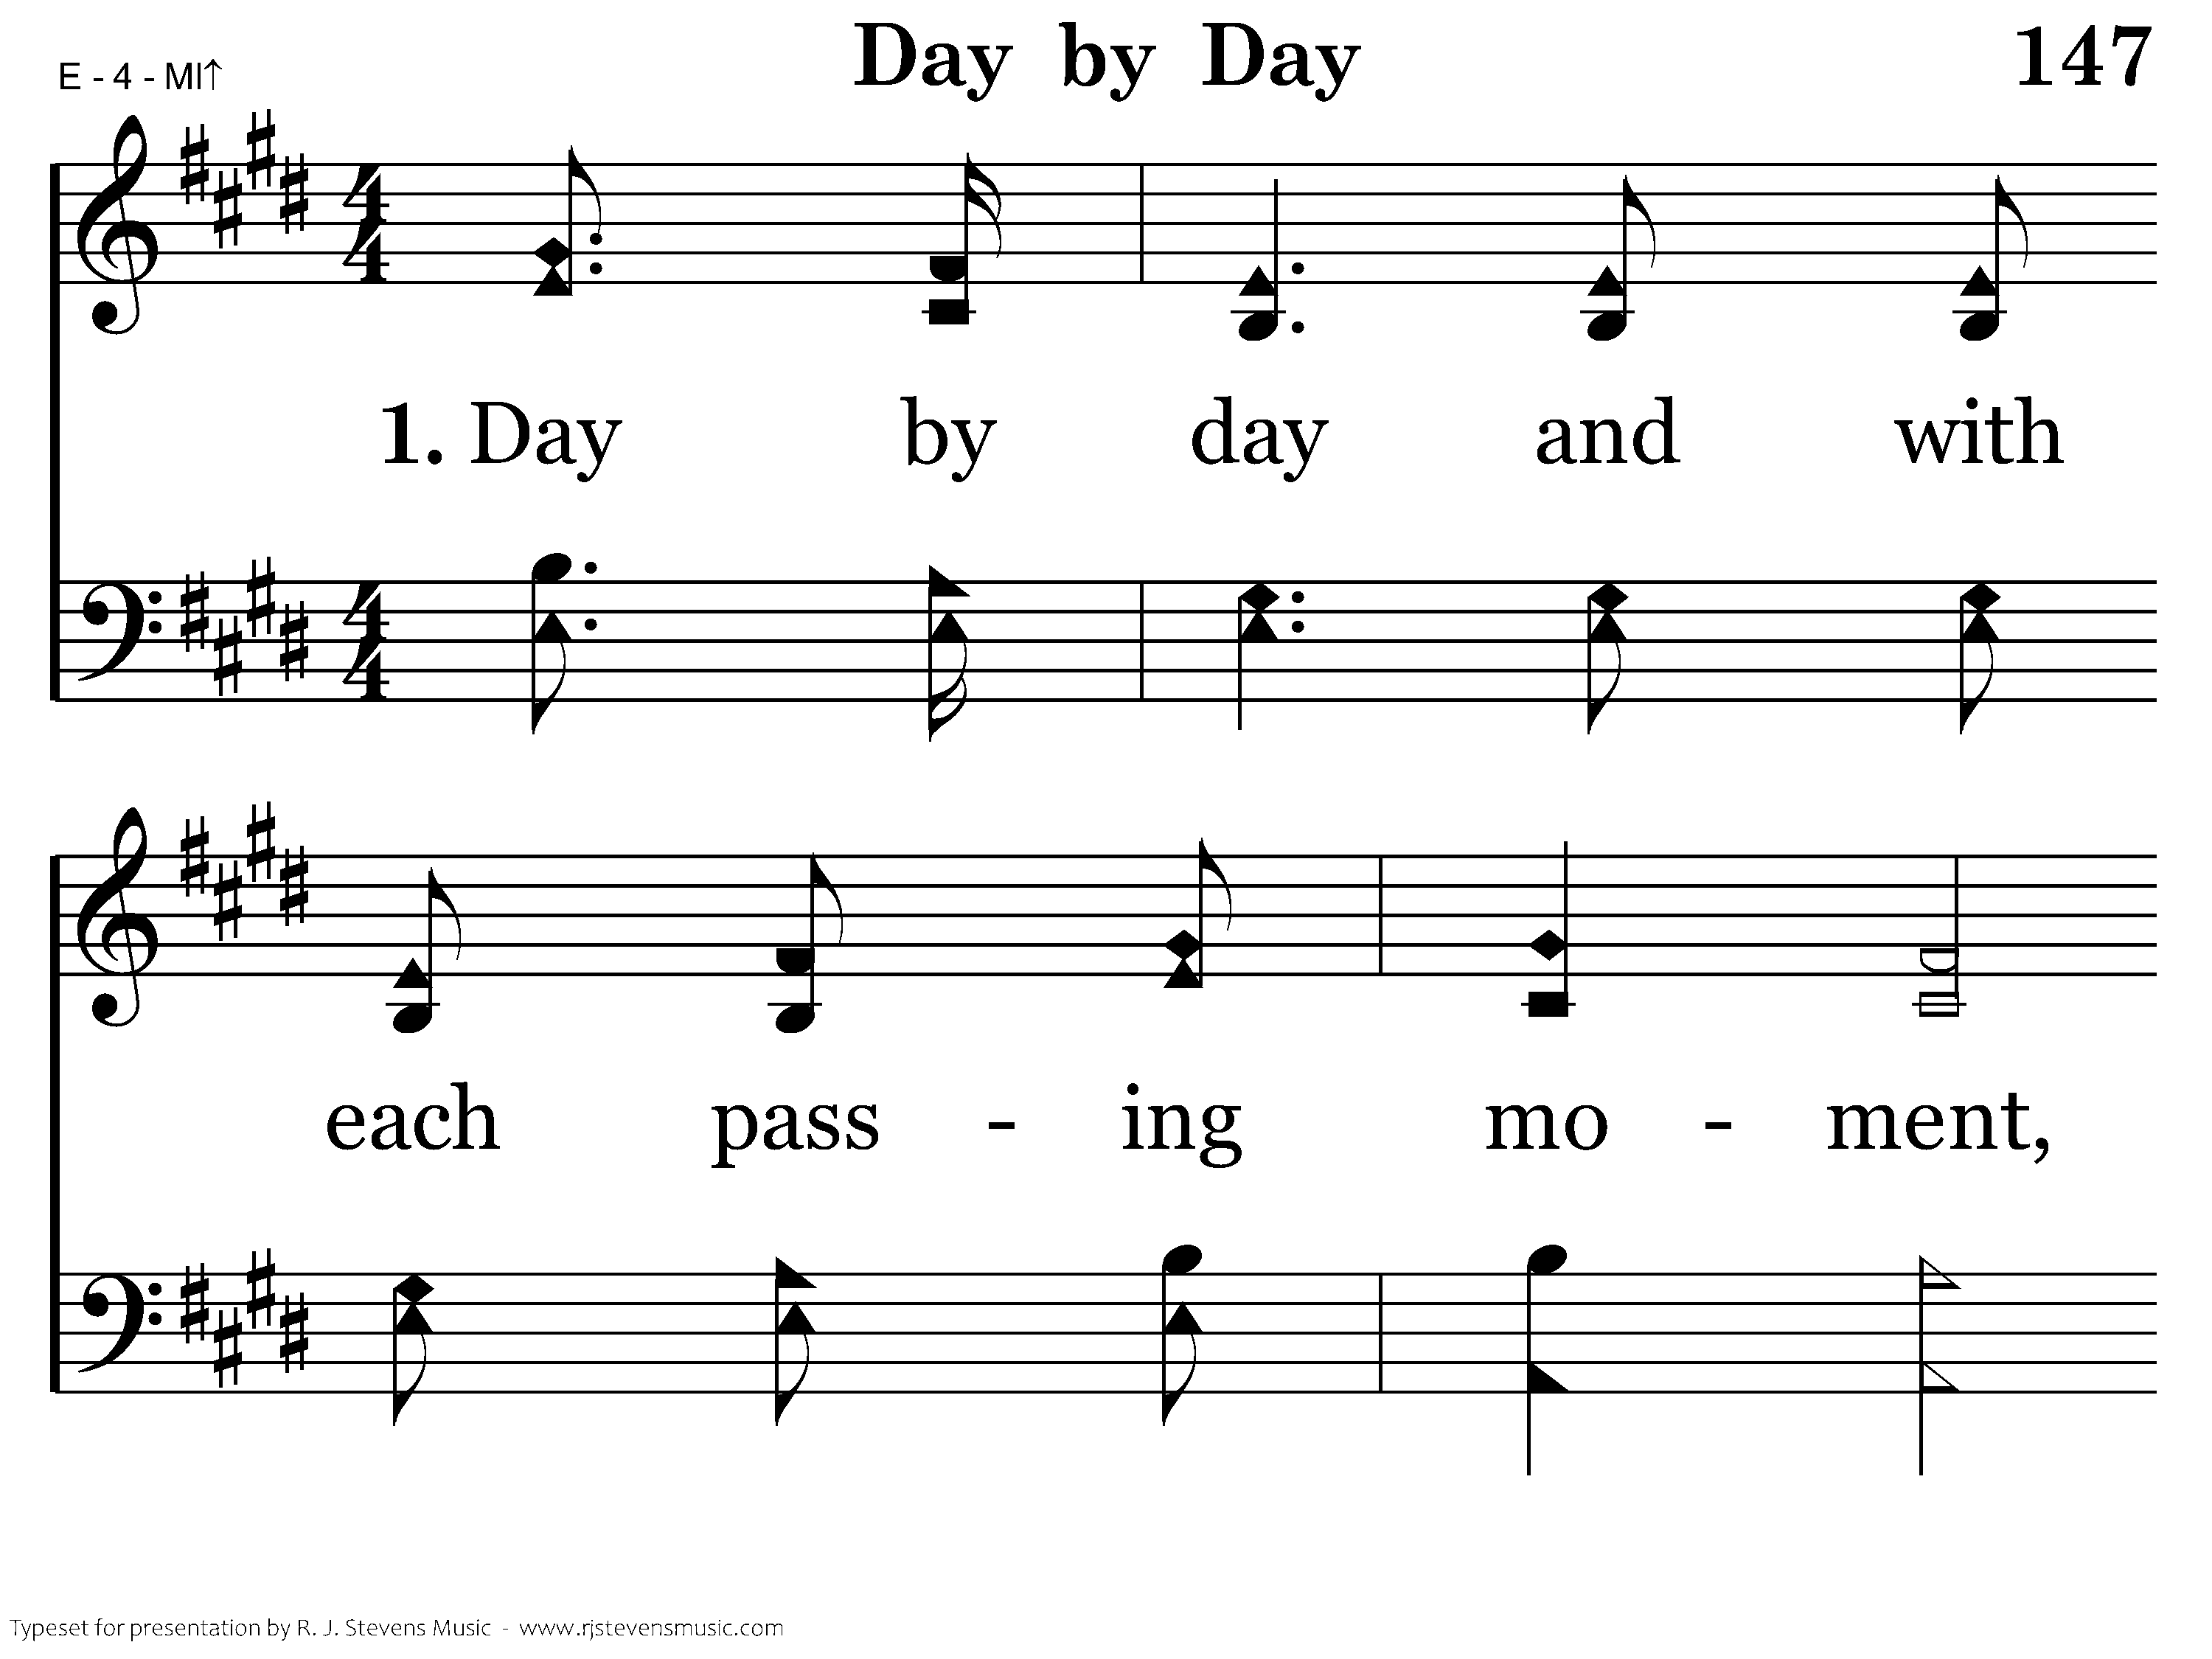 Day by Day 147
E - 4 - MI↑
1. Day by day and with
each pass - ing mo - ment,
Typeset for presentation by R. J. Stevens Music - www.rjstevensmusic.com